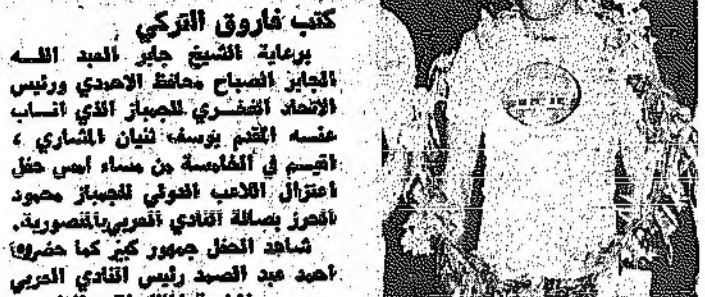 كتب فاروق التركي
برعاية الشيخ جابر العبد الله
الجابر الصباح محافظ الاحمدي ورئيس
الاتحاد الفخري للجمباز الذي اناب
عنه المقدم يوسف ثنيان المشاري ،
اقيم في الخامسة من مساء امس حفل
اعتزال اللاعب الدولي للجمباز محمود
الحرز بصالة النادي العربي بالمنصورية.
شاهد الحفل جمهور كبير كما حضره
احمد عبد الصمد رئيس النادي العربي